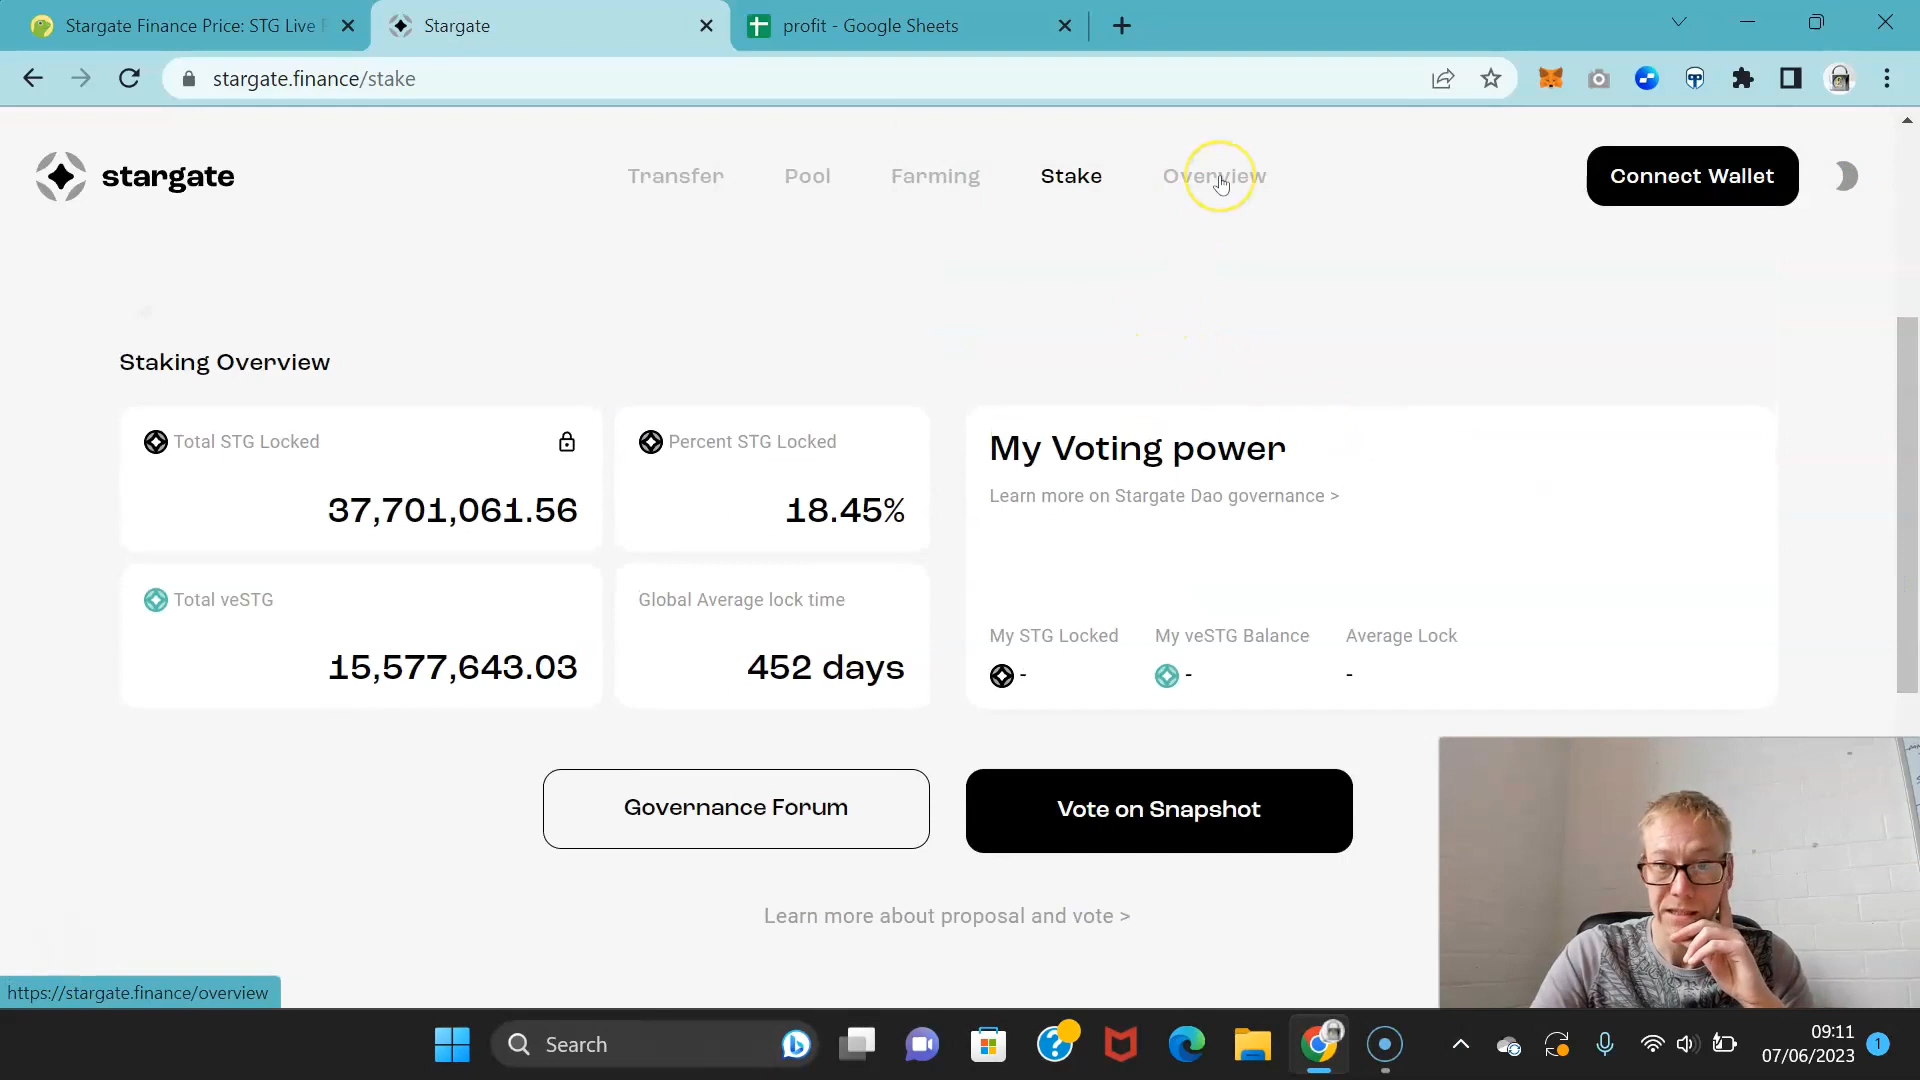 Stargate Finance Price: STG Live
Stargate
profit - Google Sheets
stargate.finance/stake
stargate
Transfer
Pool
Farming
Stake
Overview
Connect Wallet
Staking Overview
Total STG Locked
37,701,061.56
Percent STG Locked
18.45%
Total veSTG
15,577,643.03
Global Average lock time
452 days
My Voting power
Learn more on Stargate Dao governance >
My STG Locked
My veSTG Balance
Average Lock
-
-
-
Governance Forum
Vote on Snapshot
Learn more about proposal and vote >
https://stargate.finance/overview
Search
09:11
07/06/2023
1